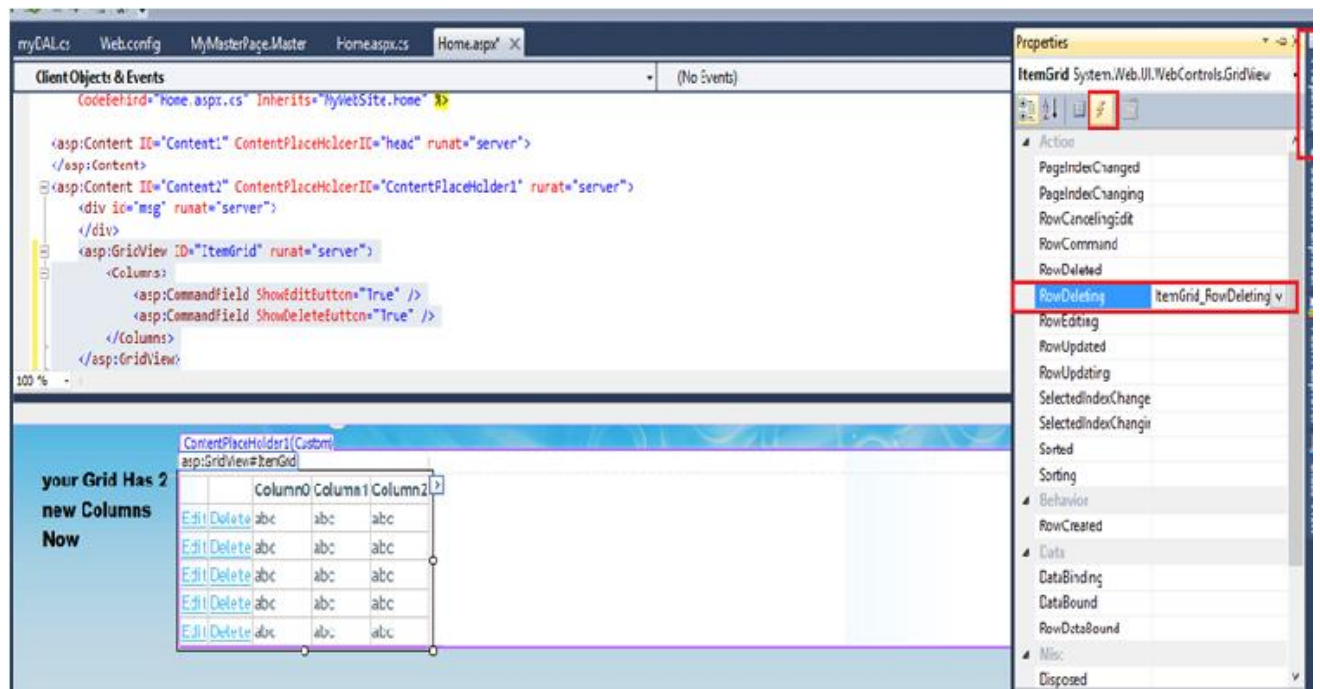 myDAL.cs Web.config MyMasterPage.Master Home.aspx.cs Home.aspx* X
Client Objects & Events (No Events)
CodeBehind="Home.aspx.cs" Inherits="MyWebSite.Home" %>
<asp:Content ID="Content1" ContentPlaceHolderID="head" runat="server">
</asp:Content>
<asp:Content ID="Content2" ContentPlaceHolderID="ContentPlaceHolder1" runat="server">
<div id="msg" runat="server">
</div>
<asp:GridView ID="ItemGrid" runat="server">
<Columns>
<asp:CommandField ShowEditButton="True" />
<asp:CommandField ShowDeleteButton="True" />
</Columns>
</asp:GridView>
100 %
ContentPlaceHolder1(Custom)
asp:GridView#ItemGrid
your Grid Has 2
new Columns
Now
Column0 Column1 Column2
Edit Delete abc abc abc
Edit Delete abc abc abc
Edit Delete abc abc abc
Edit Delete abc abc abc
Edit Delete abc abc abc
Properties
ItemGrid System.Web.UI.WebControls.GridView
Action
PageIndexChanged
PageIndexChanging
RowCancelingEdit
RowCommand
RowDeleted
RowDeleting ItemGrid_RowDeleting
RowEditing
RowUpdated
RowUpdating
SelectedIndexChange
SelectedIndexChangin
Sorted
Sorting
Behavior
RowCreated
Data
DataBinding
DataBound
RowDataBound
Misc
Disposed